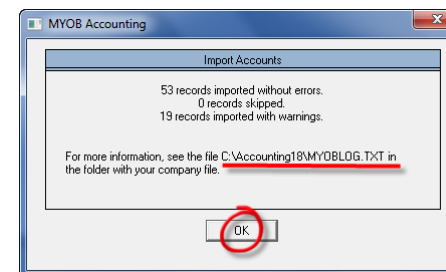 MYOB Accounting
Import Accounts
53 records imported without errors.
0 records skipped.
19 records imported with warnings.
For more information, see the file C:\Accounting18\MYOBLOG.TXT in
the folder with your company file.
OK